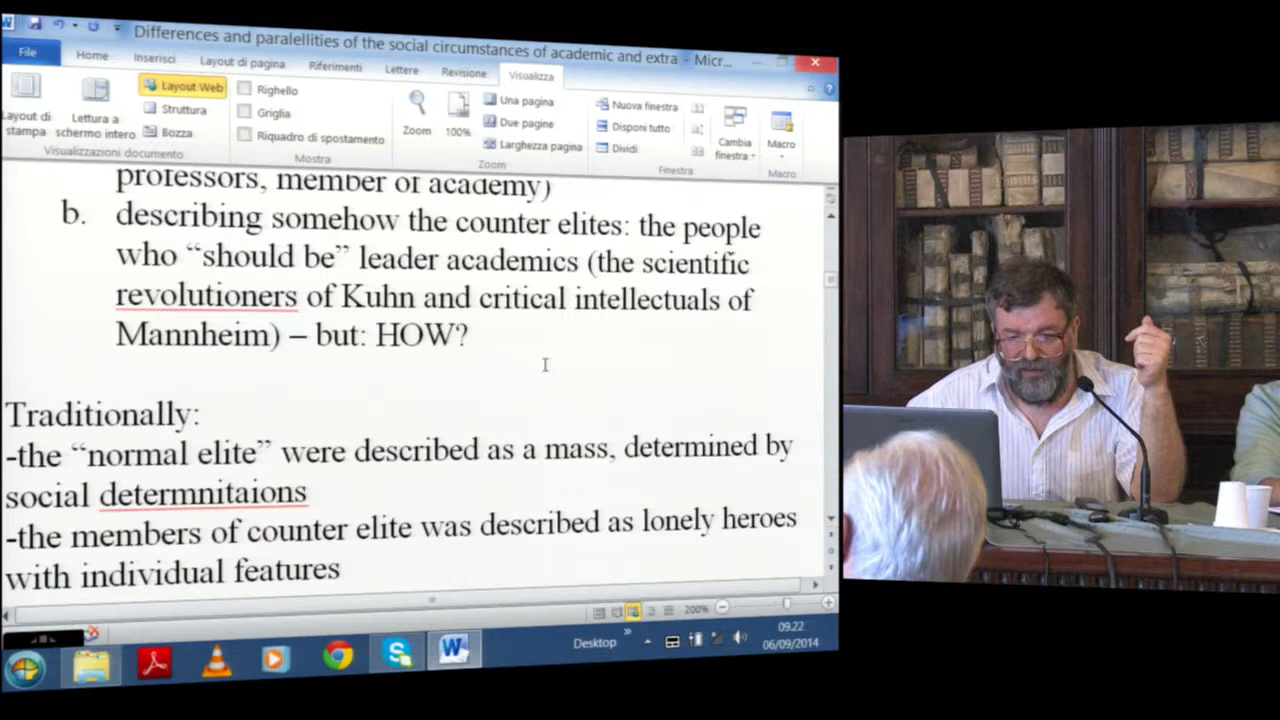 Differences and paralellities of the social circumstances of academic and extra - Micr...
File Home Inserisci Layout di pagina Riferimenti Lettere Revisione Visualizza
Layout di stampa
Lettura a schermo intero
Layout Web
Struttura
Bozza
Visualizzazioni documento
Righello
Griglia
Riquadro di spostamento
Mostra
Zoom
100%
Una pagina
Due pagine
Larghezza pagina
Zoom
Nuova finestra
Disponi tutto
Dividi
Cambia finestra
Finestra
Macro
Macro
professors, member of academy)
b. describing somehow the counter elites: the people
who “should be” leader academics (the scientific
revolutioners of Kuhn and critical intellectuals of
Mannheim) – but: HOW?
Traditionally:
-the “normal elite” were described as a mass, determined by
social determnitaions
-the members of counter elite was described as lonely heroes
with individual features
200%
Desktop »
09.22
06/09/2014